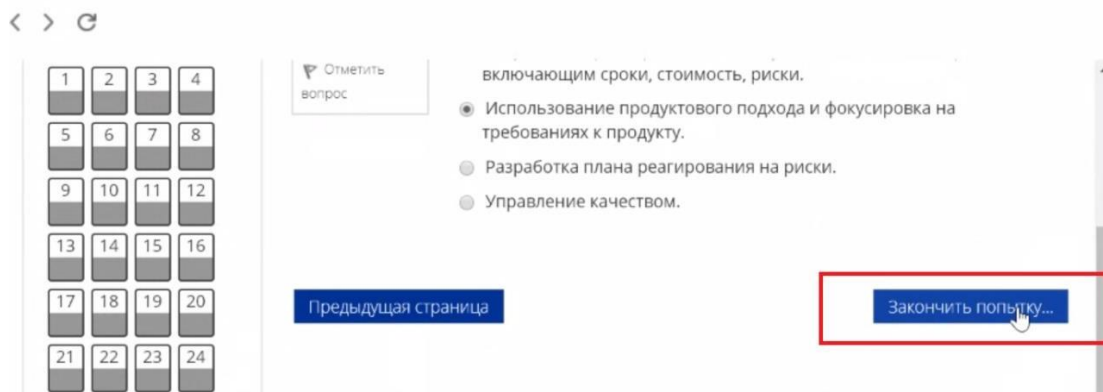 1 2 3 4
5 6 7 8
9 10 11 12
13 14 15 16
17 18 19 20
21 22 23 24
Отметить
вопрос
включающим сроки, стоимость, риски.
Использование продуктового подхода и фокусировка на
требованиях к продукту.
Разработка плана реагирования на риски.
Управление качеством.
Предыдущая страница
Закончить попытку...